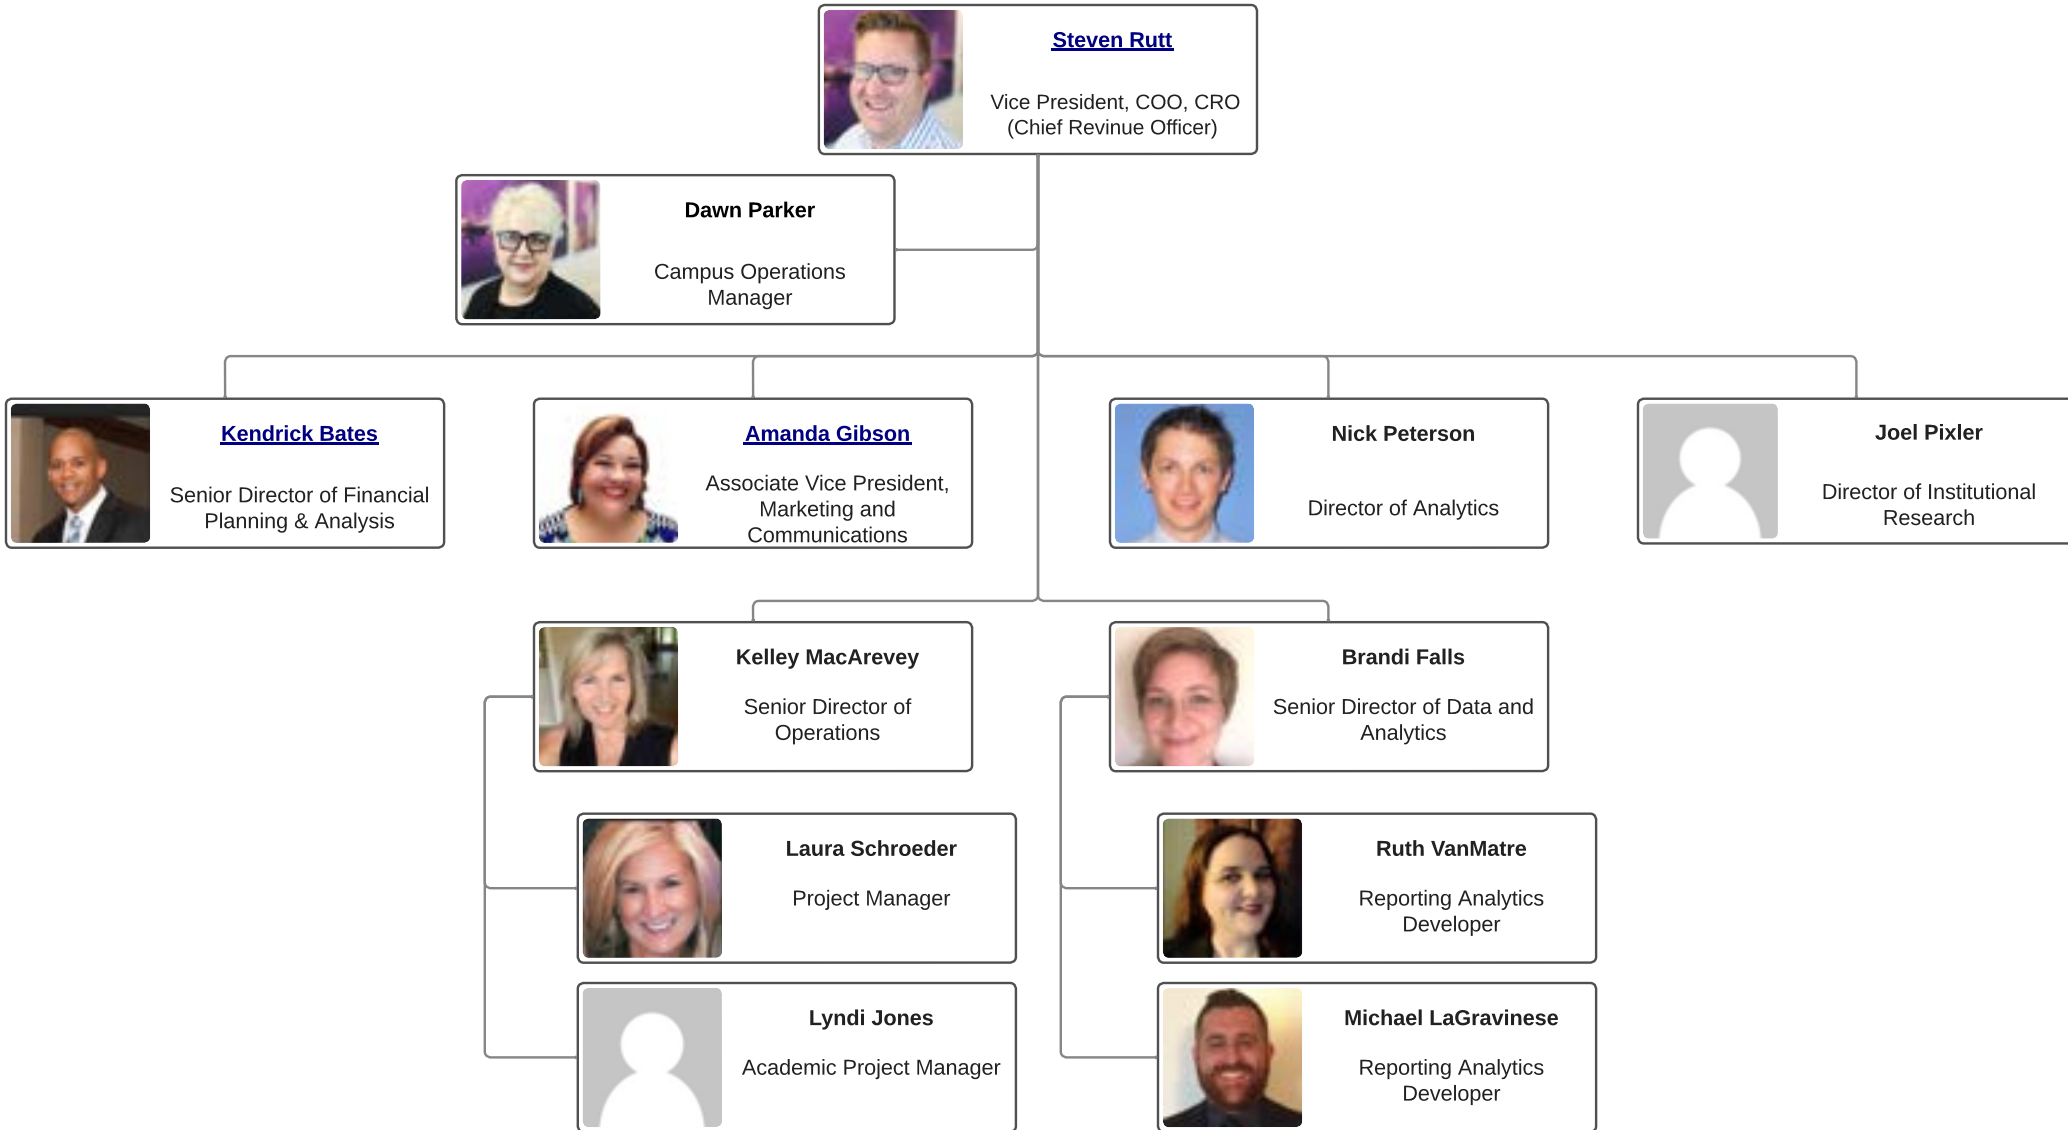 Steven Rutt
Vice President, COO, CRO
(Chief Revinue Officer)
Dawn Parker
Campus Operations
Manager
Kendrick Bates
Senior Director of Financial
Planning & Analysis
Amanda Gibson
Associate Vice President,
Marketing and
Communications
Nick Peterson
Director of Analytics
Joel Pixler
Director of Institutional
Research
Kelley MacArevey
Senior Director of
Operations
Brandi Falls
Senior Director of Data and
Analytics
Laura Schroeder
Project Manager
Ruth VanMatre
Reporting Analytics
Developer
Lyndi Jones
Academic Project Manager
Michael LaGravinese
Reporting Analytics
Developer